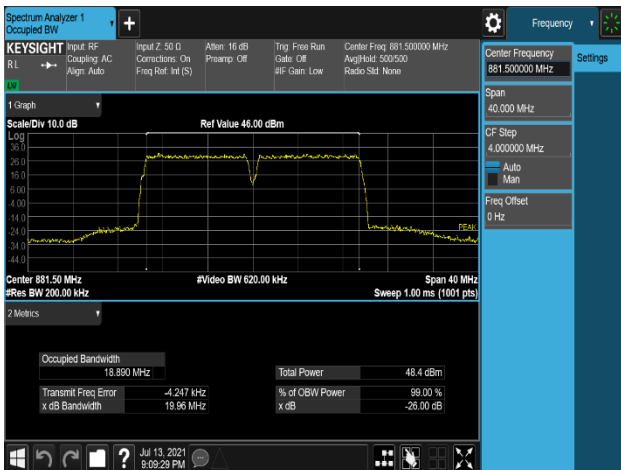 Spectrum Analyzer 1
Occupied BW
Frequency
KEYSIGHT
Input: RF
Input Z: 50 Ω
Atten: 16 dB
Trig: Free Run
Center Freq: 881.500000 MHz
RL
Coupling: AC
Corrections: On
Preamp: Off
Gate: Off
Avg|Hold: 500/500
Align: Auto
Freq Ref: Int (S)
#IF Gain: Low
Radio Std: None
Center Frequency
881.500000 MHz
Settings
Span
40.000 MHz
CF Step
4.000000 MHz
Auto
Man
Freq Offset
0 Hz
1 Graph
Scale/Div 10.0 dB
Ref Value 46.00 dBm
Log
36.0
26.0
16.0
6.00
-4.00
-14.0
-24.0
-34.0
-44.0
PEAK
Center 881.50 MHz
#Video BW 620.00 kHz
Span 40 MHz
#Res BW 200.00 kHz
Sweep 1.00 ms (1001 pts)
2 Metrics
Occupied Bandwidth
18.890 MHz
Total Power
48.4 dBm
Transmit Freq Error
-4.247 kHz
% of OBW Power
99.00 %
x dB Bandwidth
19.96 MHz
x dB
-26.00 dB
?
Jul 13, 2021
9:09:29 PM